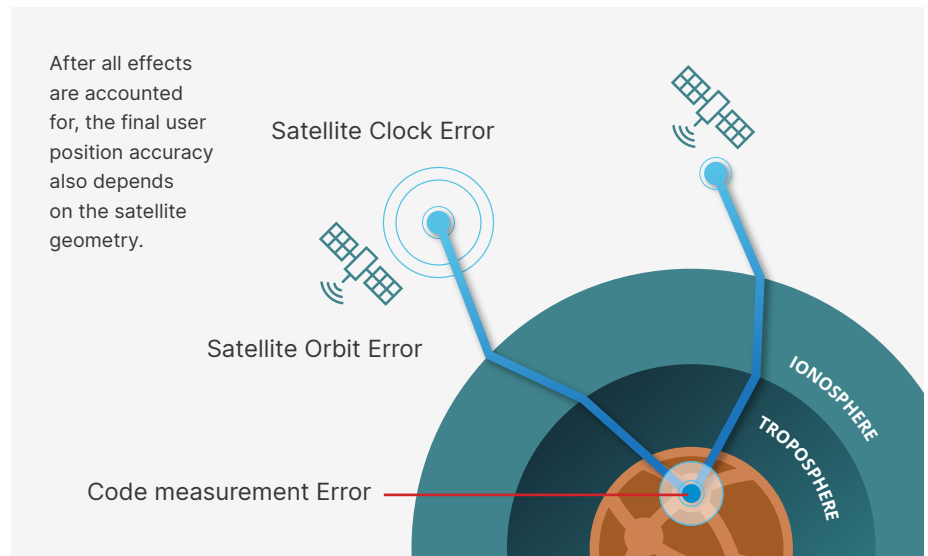 After all effects
are accounted
for, the final user
position accuracy
also depends
on the satellite
geometry.
Satellite Clock Error
Satellite Orbit Error
IONOSPHERE
TROPOSPHERE
Code measurement Error